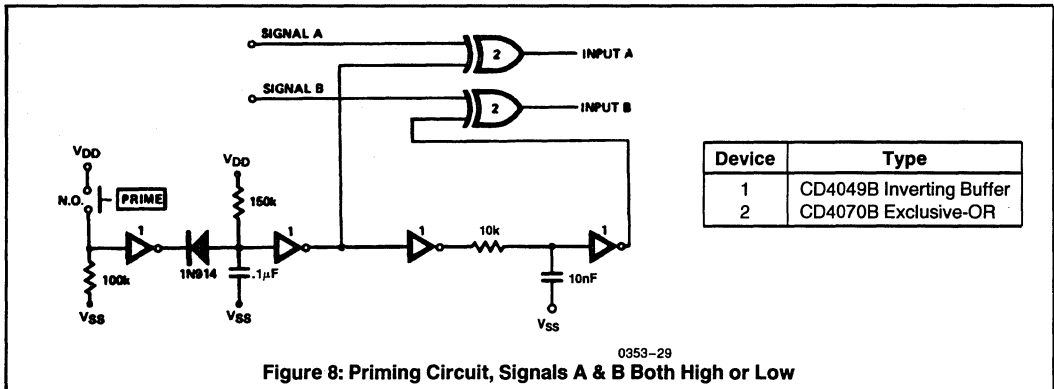 SIGNAL A
2
INPUT A
SIGNAL B
2
INPUT B
VDD
N.O.
PRIME
100k
VSS
1
1N914
VDD
150k
.1μF
VSS
1
1
10k
10nF
VSS
1
Device Type
1 CD4049B Inverting Buffer
2 CD4070B Exclusive-OR
0353–29
Figure 8: Priming Circuit, Signals A & B Both High or Low